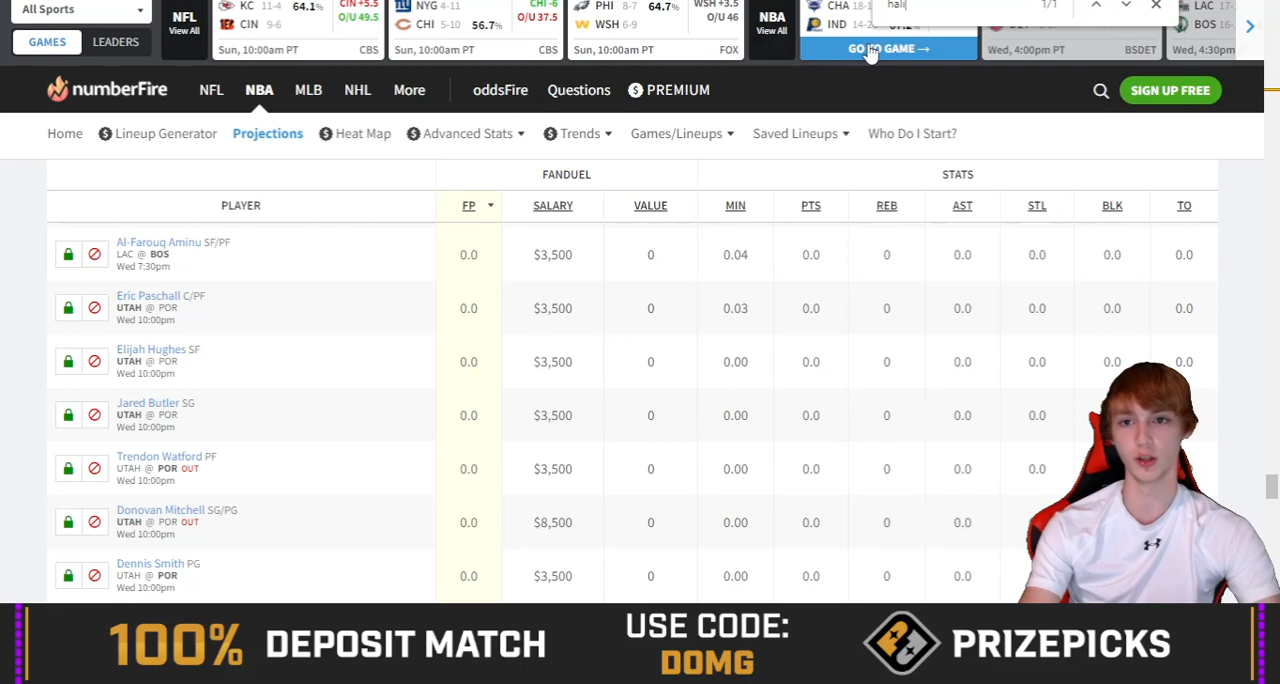 All Sports
GAMES LEADERS
NFL
View All
KC 11-4 64.1% CIN +5.5
CIN 9-6 O/U 49.5
Sun, 10:00am PT CBS
NYG 4-11 CHI -6
CHI 5-10 56.7% O/U 37.5
Sun, 10:00am PT CBS
PHI 8-7 64.7% WSH +3.5
WSH 6-9 O/U 46
Sun, 10:00am PT FOX
NBA
View All
IND
GO TO GAME →
Wed, 4:00pm PT BSDET
LAC
BOS
Wed, 4:30pm
hali 1/1
numberFire NFL NBA MLB NHL More oddsFire Questions PREMIUM SIGN UP FREE
Home Lineup Generator Projections Heat Map Advanced Stats Trends Games/Lineups Saved Lineups Who Do I Start?
FANDUEL STATS
PLAYER FP SALARY VALUE MIN PTS REB AST STL BLK TO
Al-Farouq Aminu SF/PF
LAC @ BOS
Wed 7:30pm
0.0 $3,500 0 0.04 0.0 0 0.0 0.0 0.0 0.0
Eric Paschall C/PF
UTAH @ POR
Wed 10:00pm
0.0 $3,500 0 0.03 0.0 0 0.0 0.0 0.0 0.0
Elijah Hughes SF
UTAH @ POR
Wed 10:00pm
0.0 $3,500 0 0.00 0.0 0 0.0 0.0 0.0 0.0
Jared Butler SG
UTAH @ POR
Wed 10:00pm
0.0 $3,500 0 0.00 0.0 0 0.0 0.0
Trendon Watford PF
UTAH @ POR OUT
Wed 10:00pm
0.0 $3,500 0 0.00 0.0 0 0.0 0.0
Donovan Mitchell SG/PG
UTAH @ POR OUT
Wed 10:00pm
0.0 $8,500 0 0.00 0.0 0 0.0
Dennis Smith PG
UTAH @ POR
Wed 10:00pm
0.0 $3,500 0 0.00 0.0 0 0.0
100% DEPOSIT MATCH
USE CODE:
DOMG
PRIZEPICKS